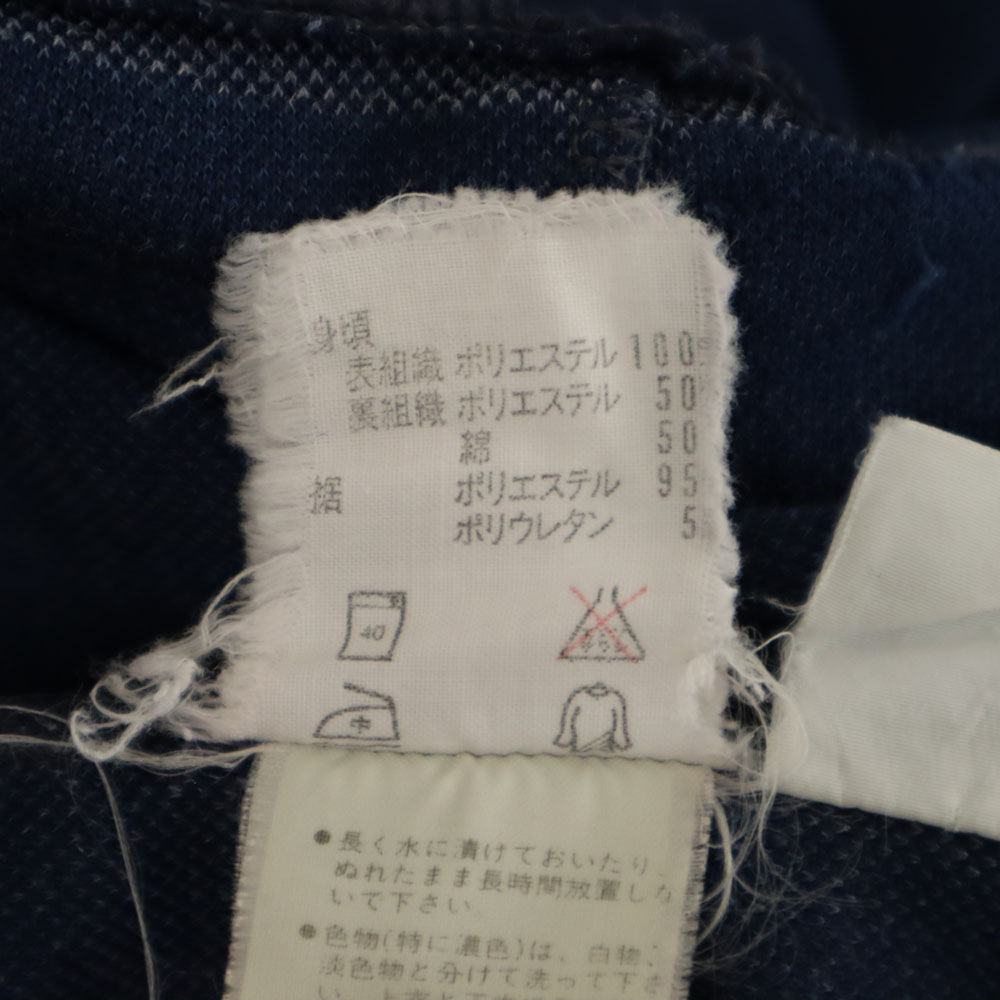 身頃
表組織 ポリエステル 100
裏組織 ポリエステル 50
綿 50
裾 ポリエステル 95
ポリウレタン 5
40
中
●長く水に漬けておいたり、
ぬれたまま長時間放置しな
いで下さい
●色物(特に濃色)は、白物、
淡色物と分けて洗って下さ